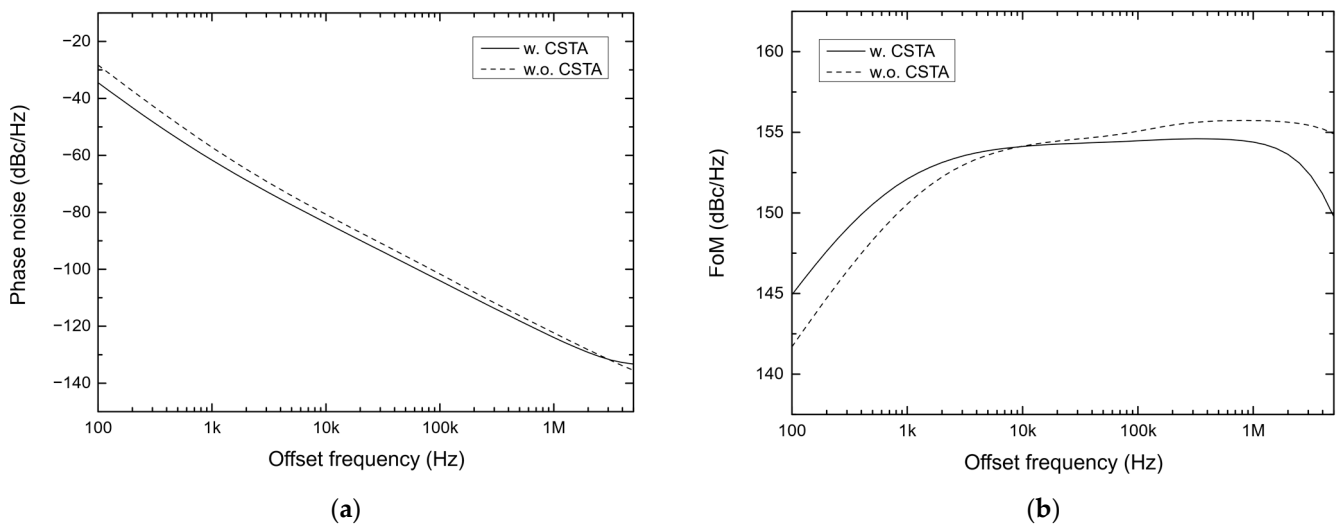 −20
−40
−60
−80
−100
−120
−140
Phase noise (dBc/Hz)
w. CSTA
w.o. CSTA
100
1k
10k
100k
1M
Offset frequency (Hz)
(a)
160
155
150
145
140
FoM (dBc/Hz)
w. CSTA
w.o. CSTA
100
1k
10k
100k
1M
Offset frequency (Hz)
(b)